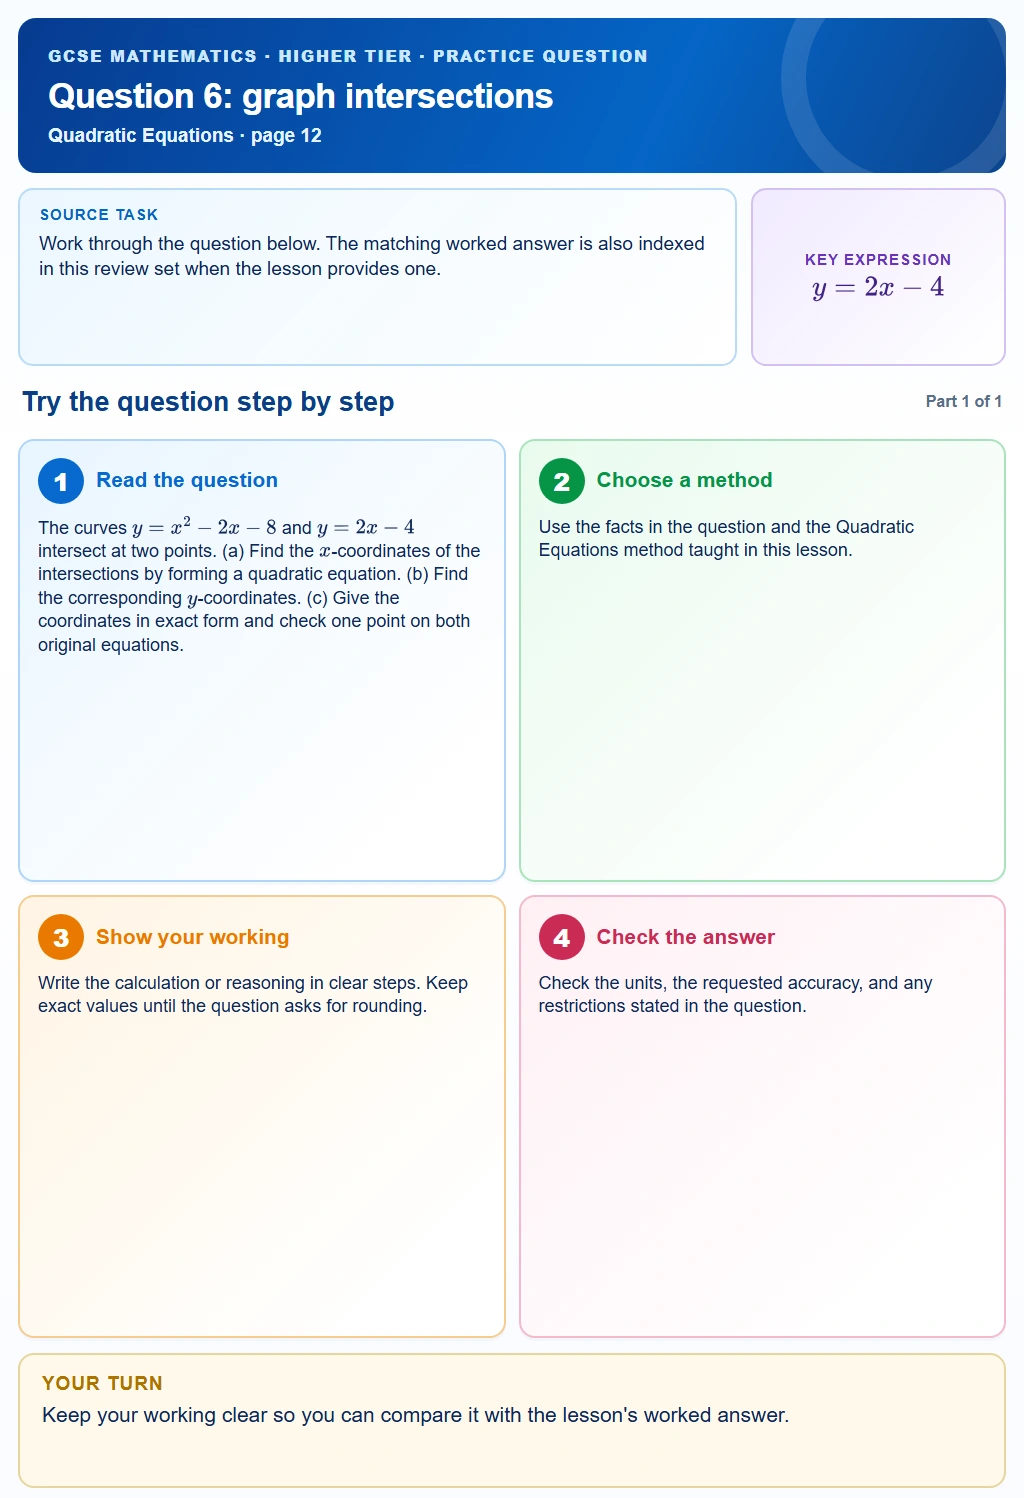 GCSE MATHEMATICS · HIGHER TIER · PRACTICE QUESTION
Question 6: graph intersections
Quadratic Equations · page 12
SOURCE TASK
Work through the question below. The matching worked answer is also indexed
in this review set when the lesson provides one.
KEY EXPRESSION
y = 2x − 4
Try the question step by step
Part 1 of 1
1 Read the question
The curves y = x² − 2x − 8 and y = 2x − 4
intersect at two points. (a) Find the x-coordinates of the
intersections by forming a quadratic equation. (b) Find
the corresponding y-coordinates. (c) Give the
coordinates in exact form and check one point on both
original equations.
2 Choose a method
Use the facts in the question and the Quadratic
Equations method taught in this lesson.
3 Show your working
Write the calculation or reasoning in clear steps. Keep
exact values until the question asks for rounding.
4 Check the answer
Check the units, the requested accuracy, and any
restrictions stated in the question.
YOUR TURN
Keep your working clear so you can compare it with the lesson's worked answer.